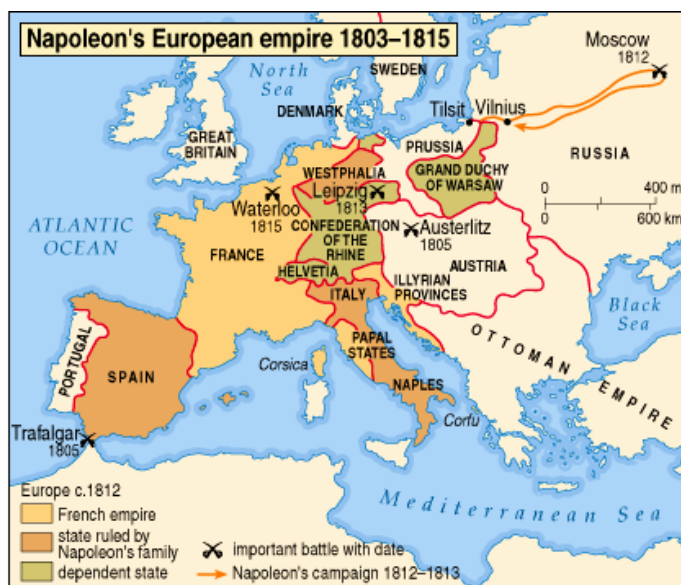 Napoleon's European empire 1803–1815
North
Sea
SWEDEN
Moscow
1812
DENMARK
Tilsit
Vilnius
GREAT
BRITAIN
PRUSSIA
RUSSIA
WESTPHALIA
GRAND DUCHY
OF WARSAW
Leipzig
1813
0 400 m
0 600 km
Waterloo
1815
ATLANTIC
OCEAN
CONFEDERATION
OF THE
RHINE
Austerlitz
1805
FRANCE
AUSTRIA
HELVETIA
ILLYRIAN
PROVINCES
ITALY
Black
Sea
PORTUGAL
SPAIN
PAPAL
STATES
OTTOMAN
EMPIRE
Corsica
NAPLES
Corfu
Trafalgar
1805
Mediterranean Sea
Europe c.1812
French empire
state ruled by
Napoleon's family
dependent state
important battle with date
Napoleon's campaign 1812–1813